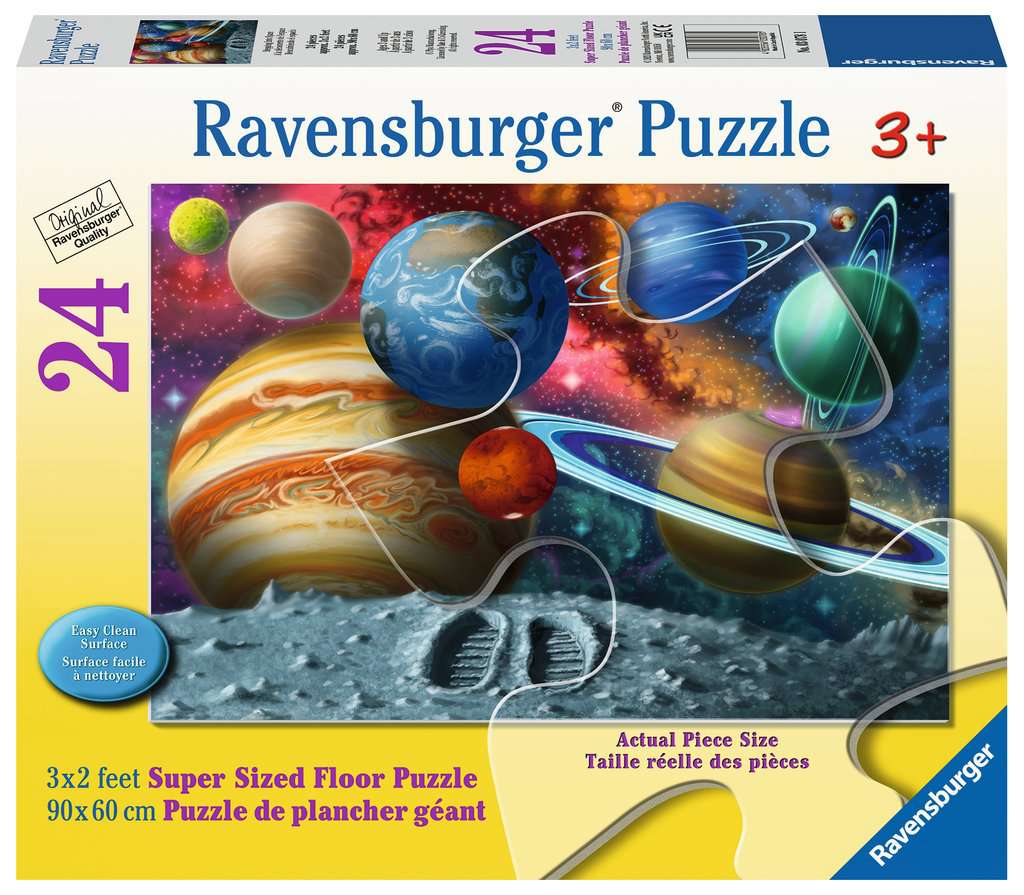 Ravensburger
Puzzle
24
Ravensburger
Ravensburger® Puzzle
3+
Original
Ravensburger®
Quality
24
Easy Clean
Surface
Surface facile
à nettoyer
Actual Piece Size
Taille réelle des pièces
3x2 feet Super Sized Floor Puzzle
90x60 cm Puzzle de plancher géant
Ravensburger